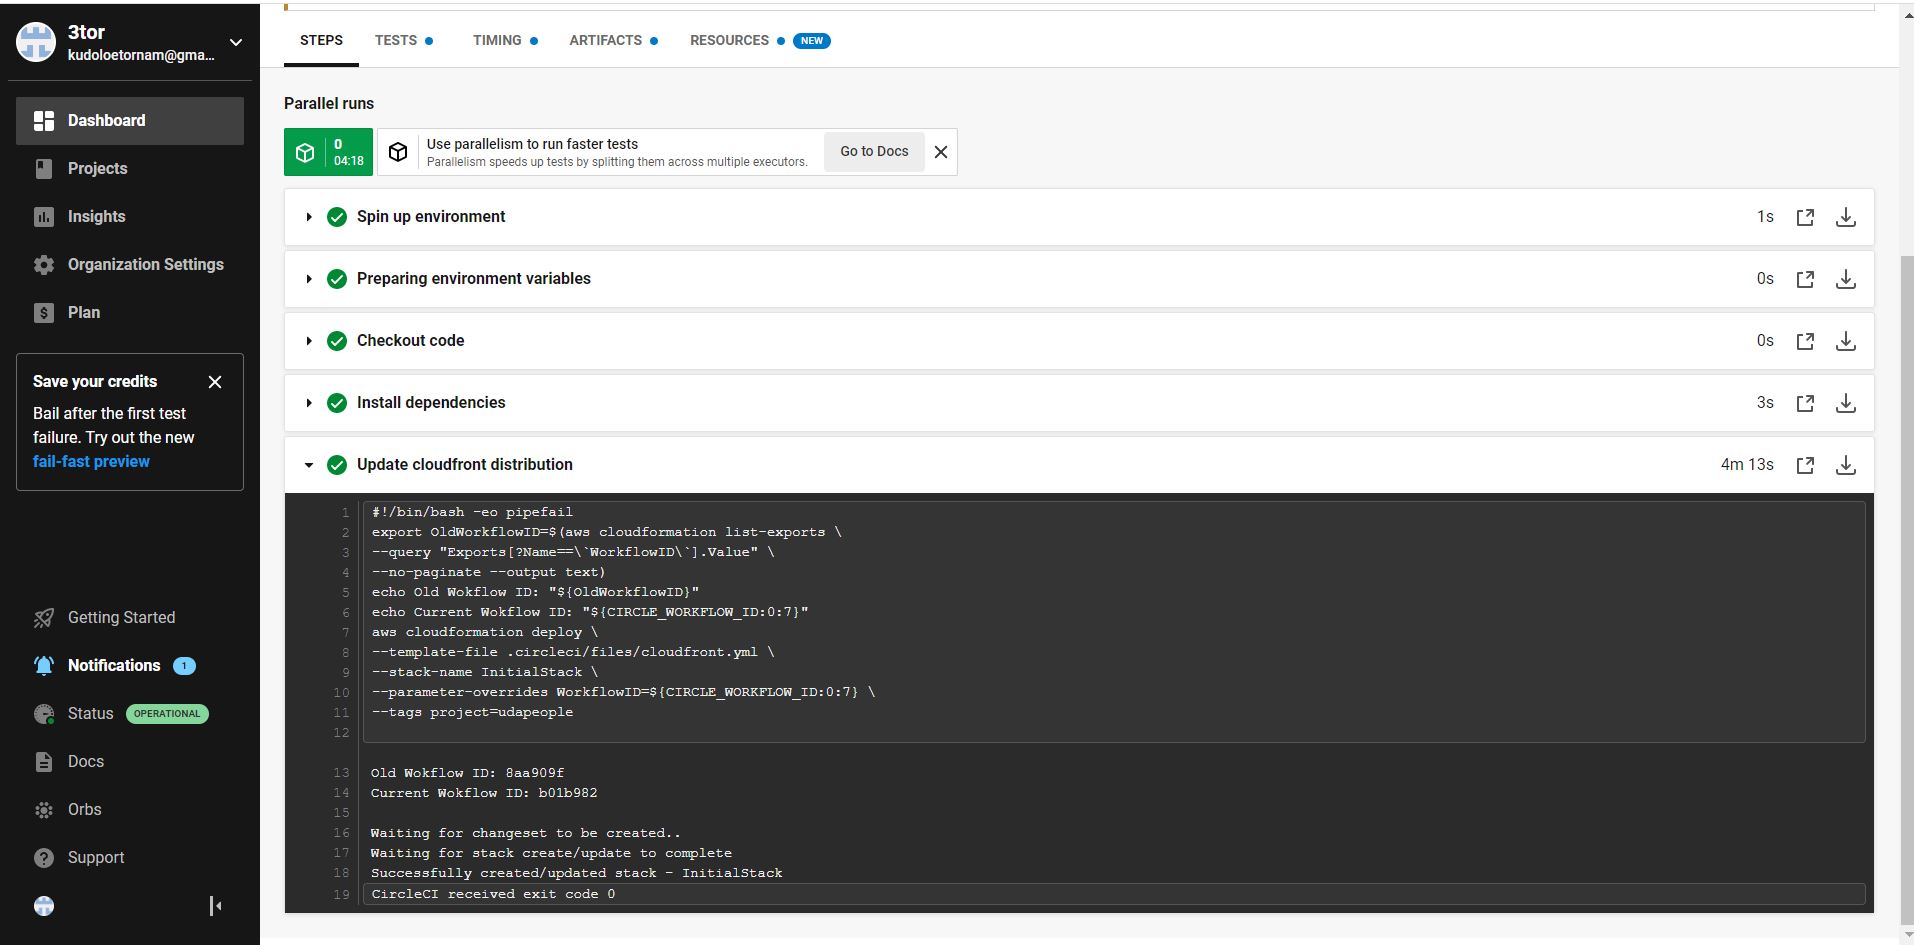 3tor
kudoloetornam@gma...
Dashboard
Projects
Insights
Organization Settings
Plan
Save your credits
Bail after the first test
failure. Try out the new
fail-fast preview
Getting Started
Notifications 1
Status OPERATIONAL
Docs
Orbs
Support
STEPS TESTS TIMING ARTIFACTS RESOURCES NEW
Parallel runs
0
04:18
Use parallelism to run faster tests
Parallelism speeds up tests by splitting them across multiple executors.
Go to Docs
Spin up environment 1s
Preparing environment variables 0s
Checkout code 0s
Install dependencies 3s
Update cloudfront distribution 4m 13s
1 #!/bin/bash -eo pipefail
2 export OldWorkflowID=$(aws cloudformation list-exports \
3 --query "Exports[?Name==\`WorkflowID\`].Value" \
4 --no-paginate --output text)
5 echo Old Wokflow ID: "${OldWorkflowID}"
6 echo Current Wokflow ID: "${CIRCLE_WORKFLOW_ID:0:7}"
7 aws cloudformation deploy \
8 --template-file .circleci/files/cloudfront.yml \
9 --stack-name InitialStack \
10 --parameter-overrides WorkflowID=${CIRCLE_WORKFLOW_ID:0:7} \
11 --tags project=udapeople
12
13 Old Wokflow ID: 8aa909f
14 Current Wokflow ID: b01b982
15
16 Waiting for changeset to be created..
17 Waiting for stack create/update to complete
18 Successfully created/updated stack - InitialStack
19 CircleCI received exit code 0